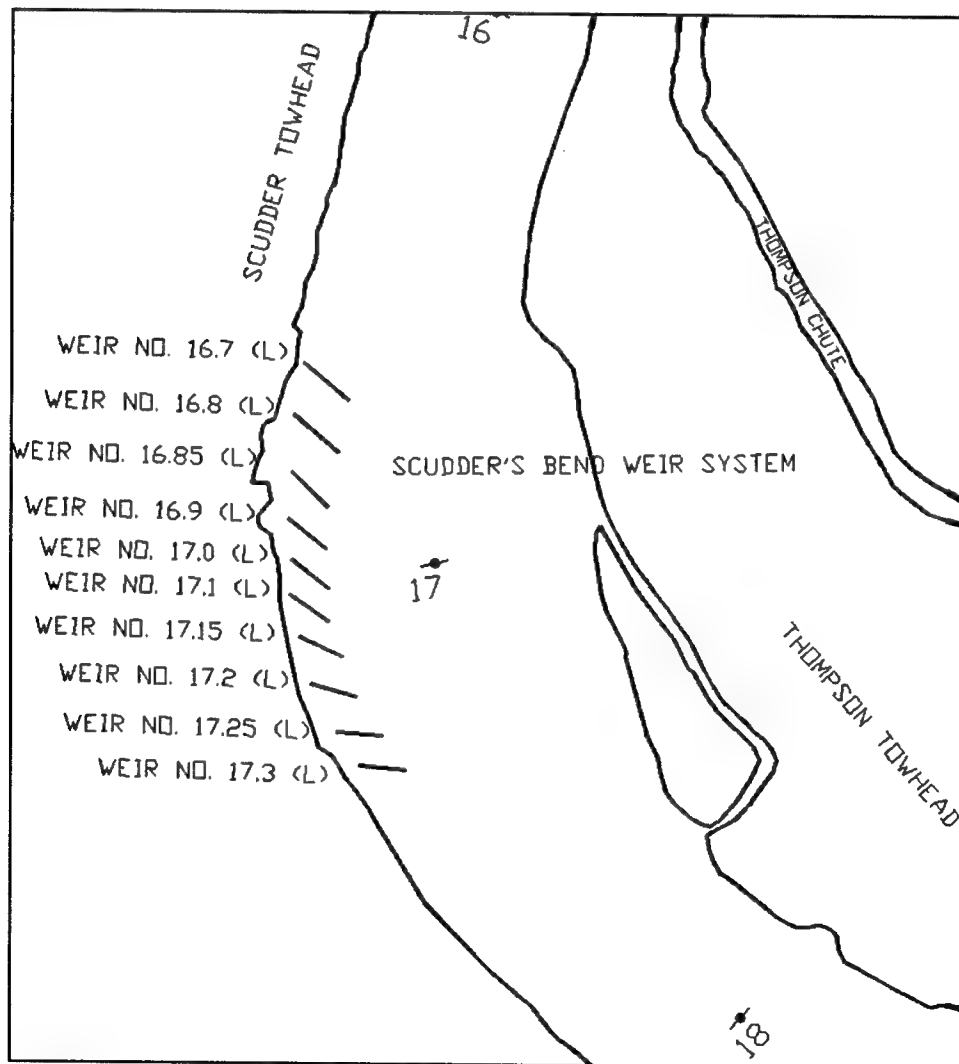 16
SCUDDER TOWHEAD
THOMPSON CHUTE
WEIR NO. 16.7 (L)
WEIR NO. 16.8 (L)
WEIR NO. 16.85 (L)
SCUDDER'S BEND WEIR SYSTEM
WEIR NO. 16.9 (L)
WEIR NO. 17.0 (L)
17
WEIR NO. 17.1 (L)
WEIR NO. 17.15 (L)
WEIR NO. 17.2 (L)
THOMPSON TOWHEAD
WEIR NO. 17.25 (L)
WEIR NO. 17.3 (L)
18